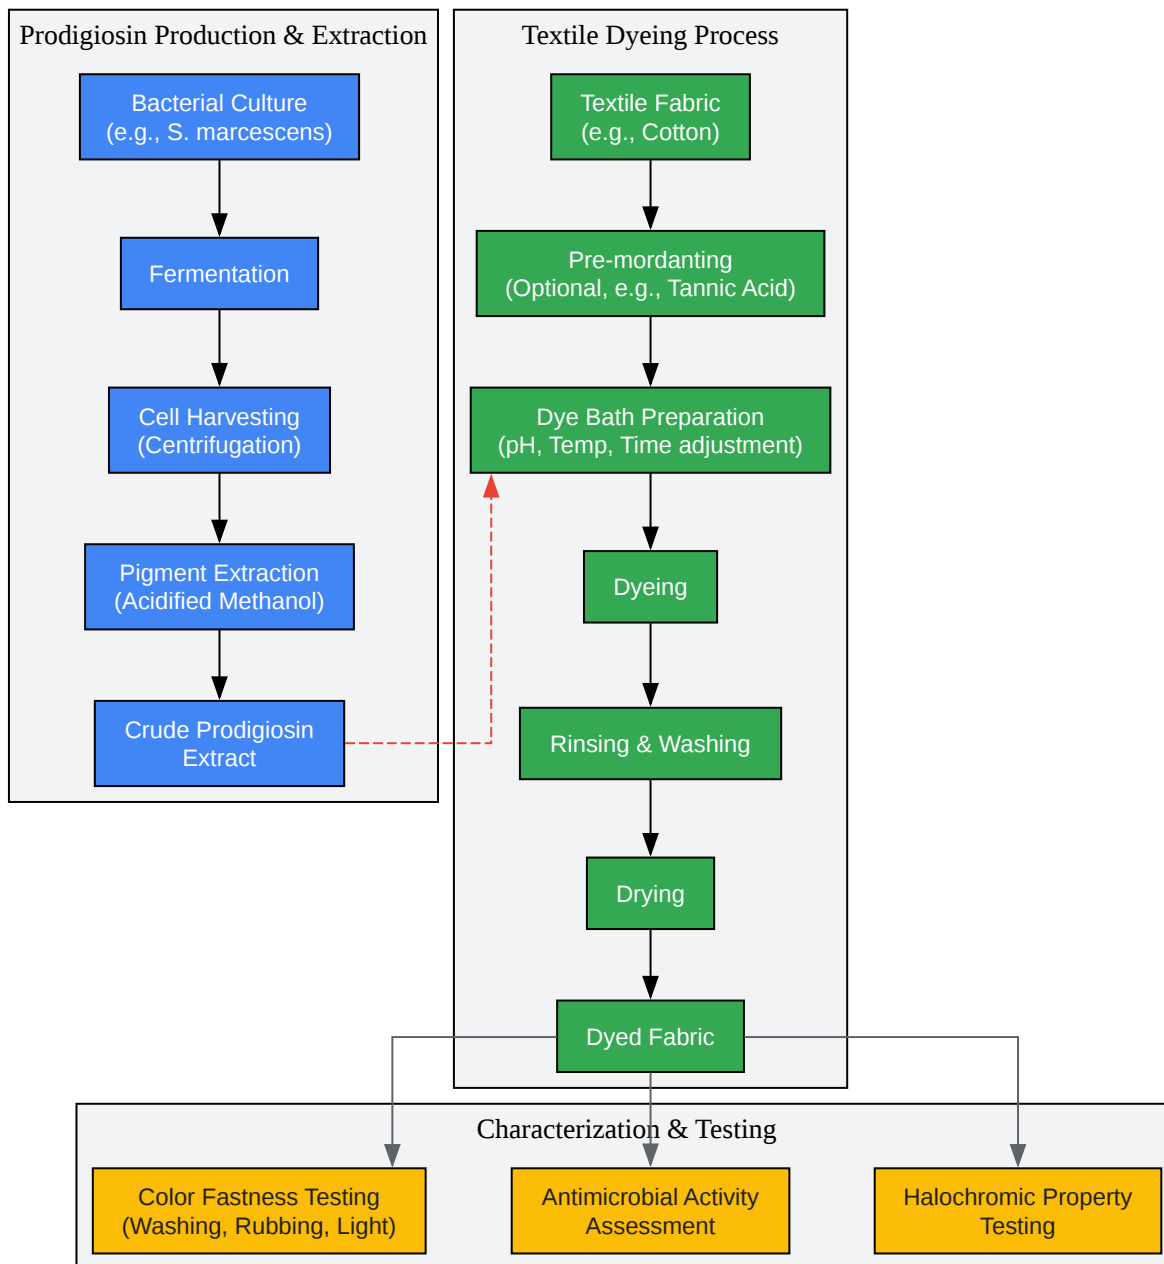 Prodigiosin Production & Extraction
Bacterial Culture
(e.g., S. marcescens)
Fermentation
Cell Harvesting
(Centrifugation)
Pigment Extraction
(Acidified Methanol)
Crude Prodigiosin
Extract
Textile Dyeing Process
Textile Fabric
(e.g., Cotton)
Pre-mordanting
(Optional, e.g., Tannic Acid)
Dye Bath Preparation
(pH, Temp, Time adjustment)
Dyeing
Rinsing & Washing
Drying
Dyed Fabric
Characterization & Testing
Color Fastness Testing
(Washing, Rubbing, Light)
Antimicrobial Activity
Assessment
Halochromic Property
Testing